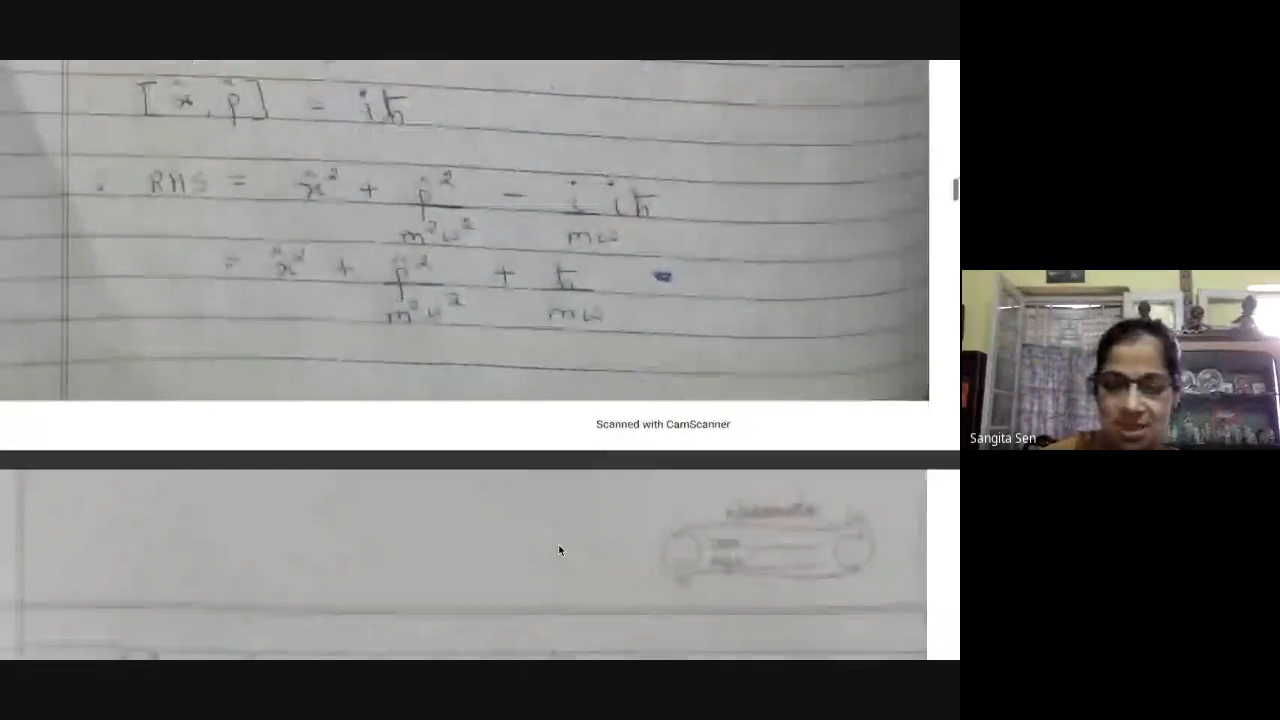 [x̂, p̂] = iℏ
∴ RHS = x̂² + p̂²/m²ω² - i/mω iℏ
= x̂² + p̂²/m²ω² + ℏ/mω
Scanned with CamScanner
Sangita Sen